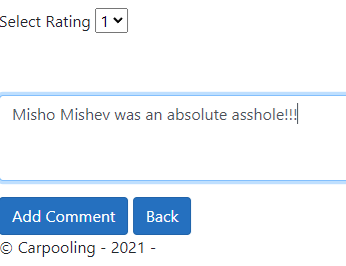 Select Rating 1
Misho Mishev was an absolute asshole!!!
Add Comment Back
© Carpooling - 2021 -